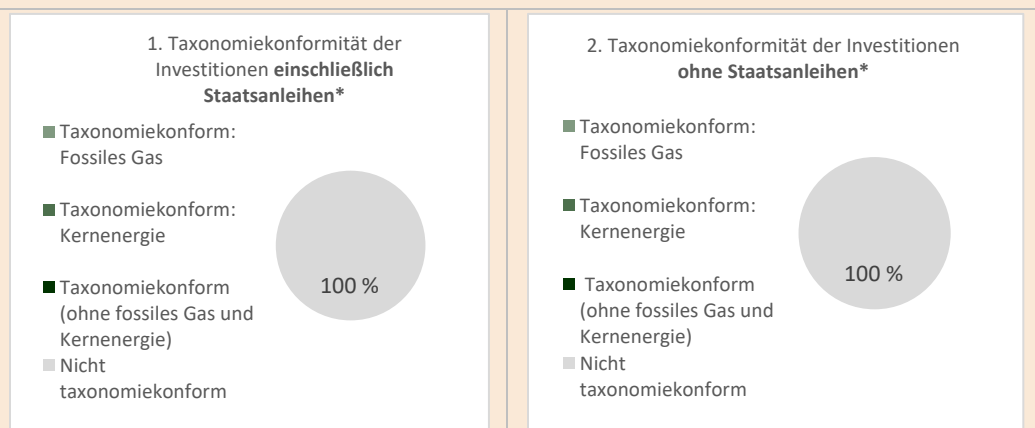 1. Taxonomiekonformität der
Investitionen einschließlich
Staatsanleihen*
Taxonomiekonform:
Fossiles Gas
Taxonomiekonform:
Kernenergie
Taxonomiekonform
(ohne fossiles Gas und
Kernenergie)
Nicht
taxonomiekonform
100 %
2. Taxonomiekonformität der Investitionen
ohne Staatsanleihen*
Taxonomiekonform:
Fossiles Gas
Taxonomiekonform:
Kernenergie
Taxonomiekonform
(ohne fossiles Gas und
Kernenergie)
Nicht
taxonomiekonform
100 %